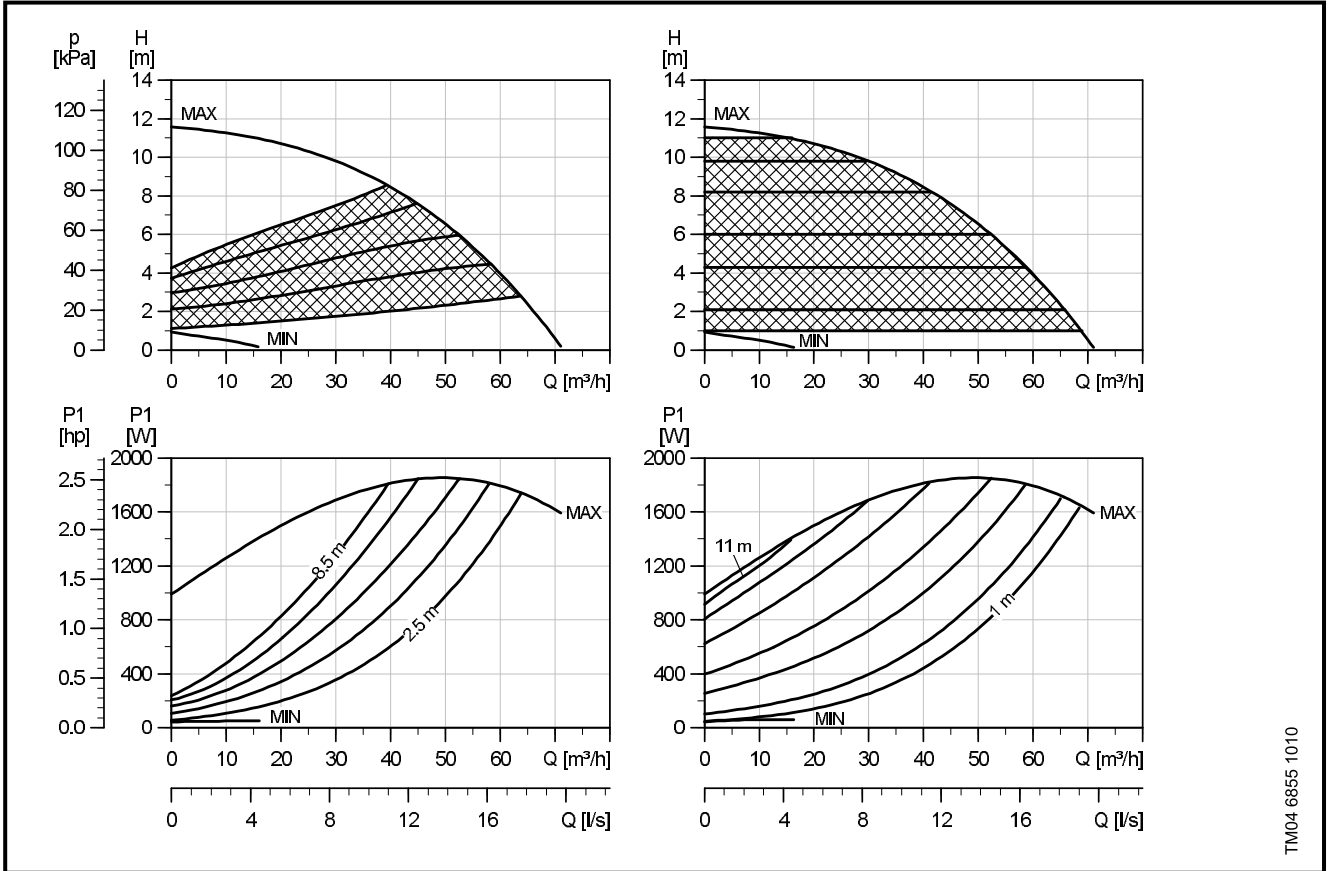 p
[kPa]
H
[m]
14
12
10
8
6
4
2
0
120
100
80
60
40
20
0
MAX
MIN
0 10 20 30 40 50 60 Q [m³/h]
H
[m]
14
12
10
8
6
4
2
0
MAX
MIN
0 10 20 30 40 50 60 Q [m³/h]
P1
[hp]
P1
[W]
2.5
2.0
1.5
1.0
0.5
0.0
2000
1600
1200
800
400
0
8.5 m
2.5 m
MAX
MIN
0 10 20 30 40 50 60 Q [m³/h]
0 4 8 12 16 Q [l/s]
P1
[W]
2000
1600
1200
800
400
0
11 m
1 m
MAX
MIN
0 10 20 30 40 50 60 Q [m³/h]
0 4 8 12 16 Q [l/s]
TM04 6855 1010